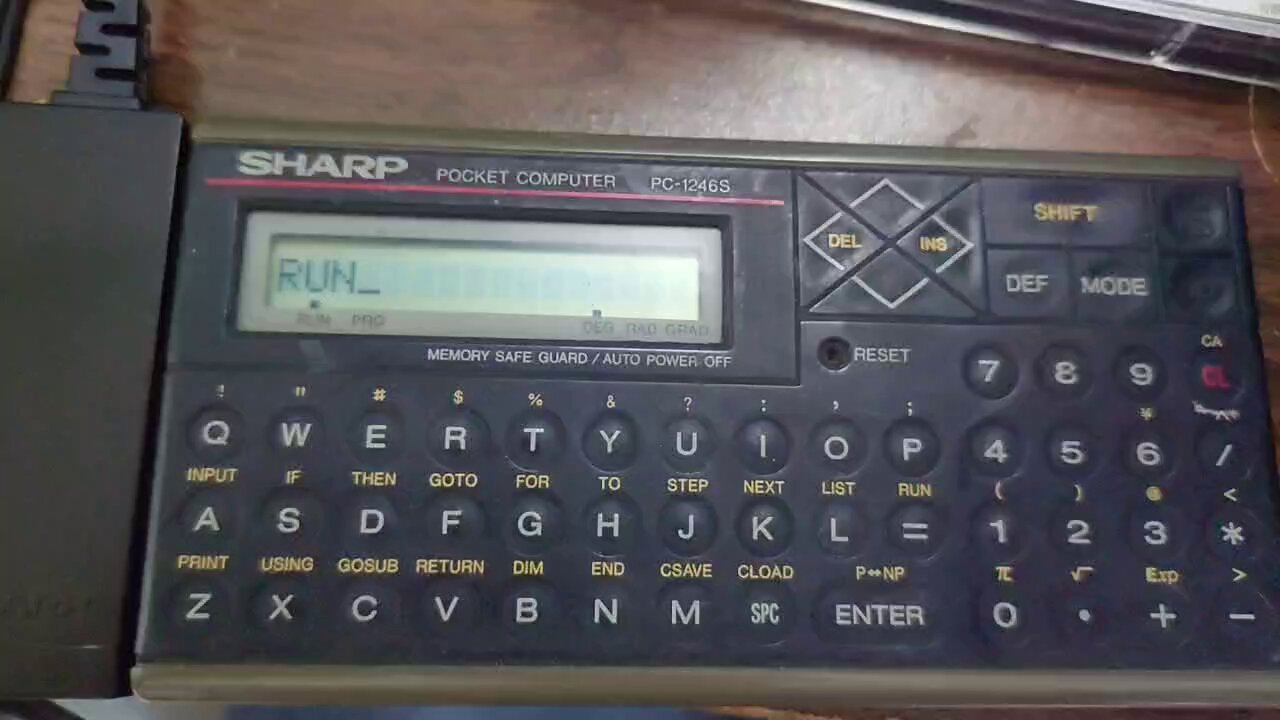 SHARP POCKET COMPUTER PC-1246S
RUN_
RUN PRO DEG RAD GRAD
MEMORY SAFE GUARD / AUTO POWER OFF
DEL INS
SHIFT
DEF MODE
RESET
7 8 9 CL
CA
! " # $ % & ? : , ; ¥
Q W E R T Y U I O P 4 5 6 /
INPUT IF THEN GOTO FOR TO STEP NEXT LIST RUN ( ) @ <
A S D F G H J K L = 1 2 3 *
PRINT USING GOSUB RETURN DIM END CSAVE CLOAD P↔NP π √ Exp >
Z X C V B N M SPC ENTER 0 • + −